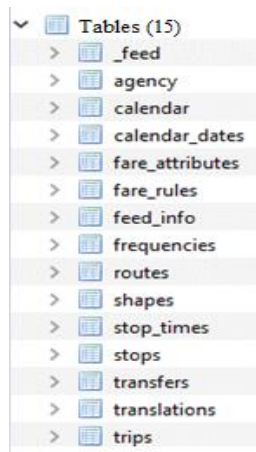 Tables (15)
_feed
agency
calendar
calendar_dates
fare_attributes
fare_rules
feed_info
frequencies
routes
shapes
stop_times
stops
transfers
translations
trips